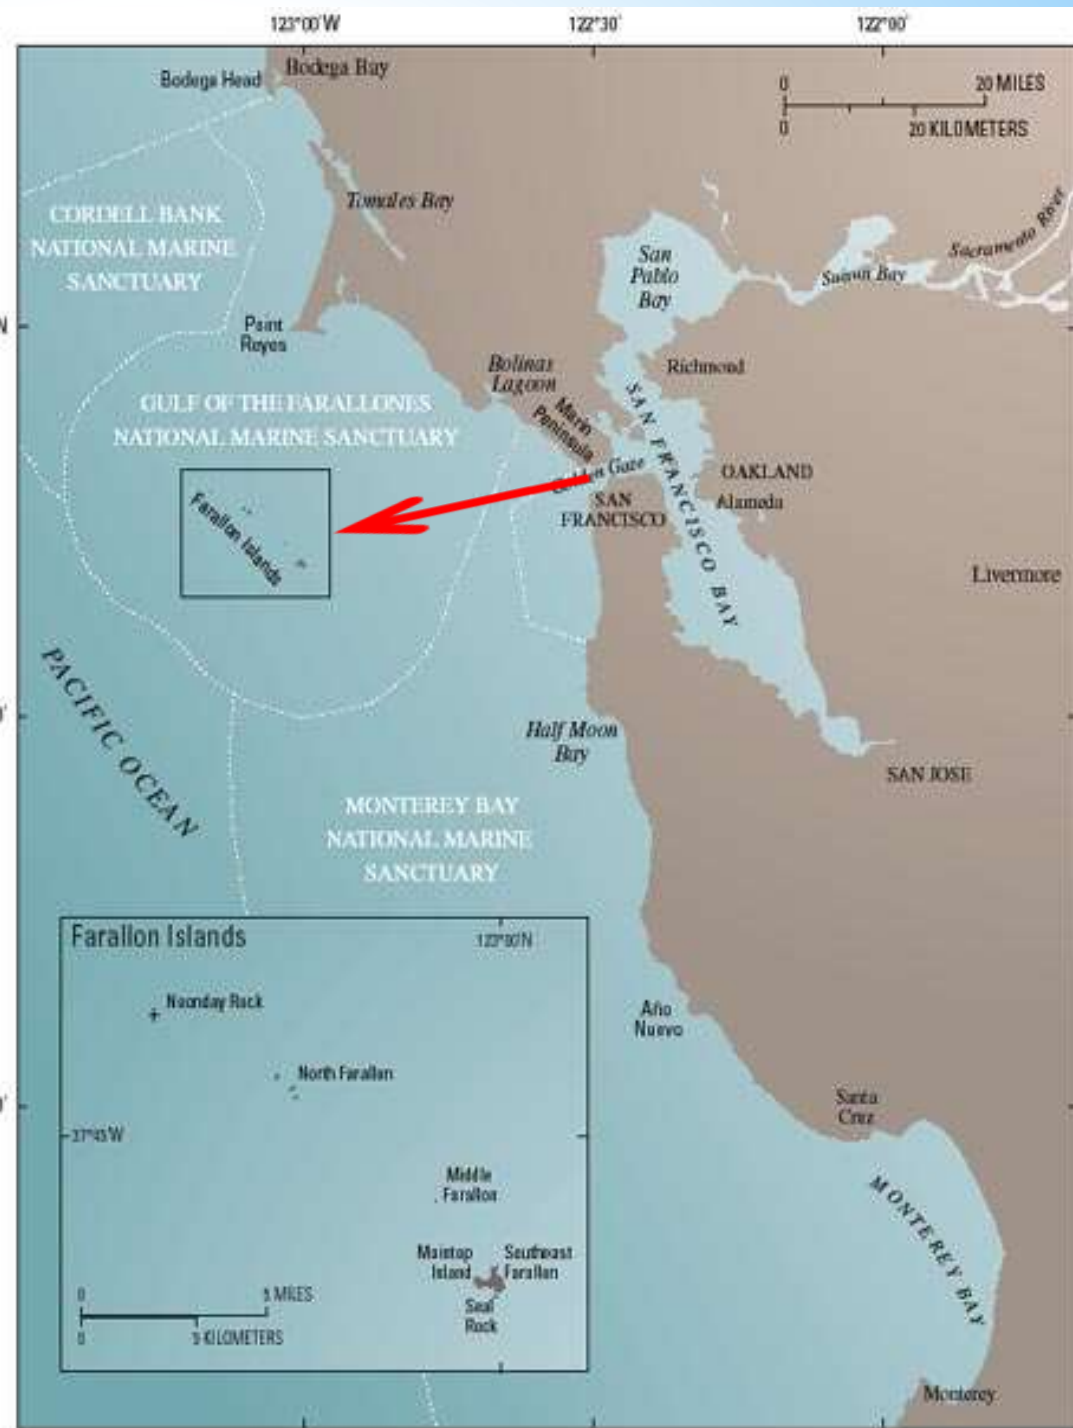 123°00' W
122°30'
122°00'
Bodega Head
Bodega Bay
0
20 MILES
0
20 KILOMETERS
Tomales Bay
CORDELL BANK
NATIONAL MARINE
SANCTUARY
Sacramento River
San
Pablo
Bay
Suisun Bay
N
Point
Reyes
Bolinas
Lagoon
Richmond
Marin
Peninsula
GULF OF THE FARALLONES
NATIONAL MARINE SANCTUARY
Golden Gate
SAN FRANCISCO BAY
OAKLAND
Alameda
SAN
FRANCISCO
Farallon Islands
Livermore
PACIFIC OCEAN
Half Moon
Bay
SAN JOSE
MONTEREY BAY
NATIONAL MARINE
SANCTUARY
Farallon Islands
123°00'N
Noonday Rock
North Farallon
37°45'W
Middle
Farallon
Maintop
Island
Southeast
Farallon
Seal
Rock
0
5 MILES
0
5 KILOMETERS
Año
Nuevo
Santa
Cruz
MONTEREY BAY
Monterey